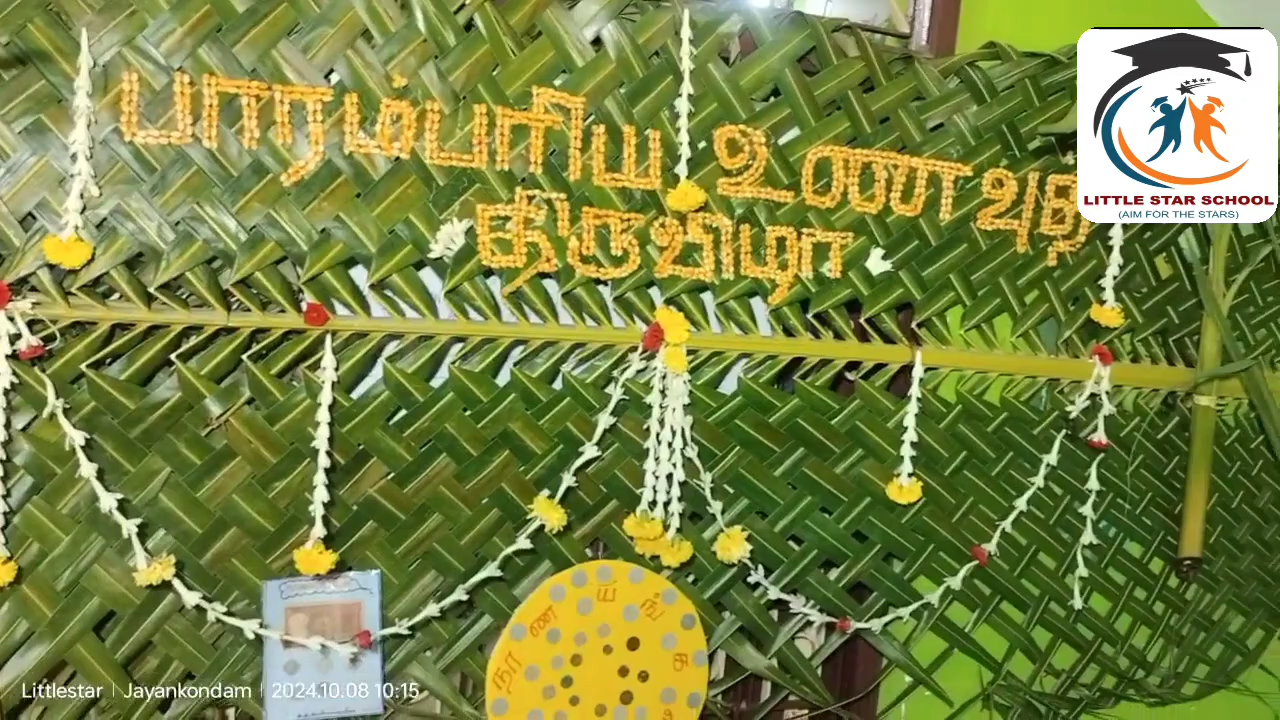 பாரம்பரிய உணவுத்
திருவிழா
LITTLE STAR SCHOOL
(AIM FOR THE STARS)
ண ய ங் க நா
Littlestar | Jayankondam | 2024.10.08 10:15